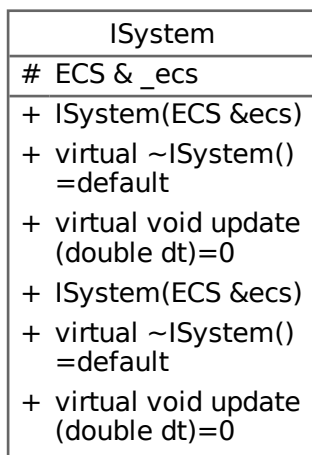 ISystem
# ECS & _ecs
+ ISystem(ECS &ecs)
+ virtual ~ISystem()
=default
+ virtual void update
(double dt)=0
+ ISystem(ECS &ecs)
+ virtual ~ISystem()
=default
+ virtual void update
(double dt)=0